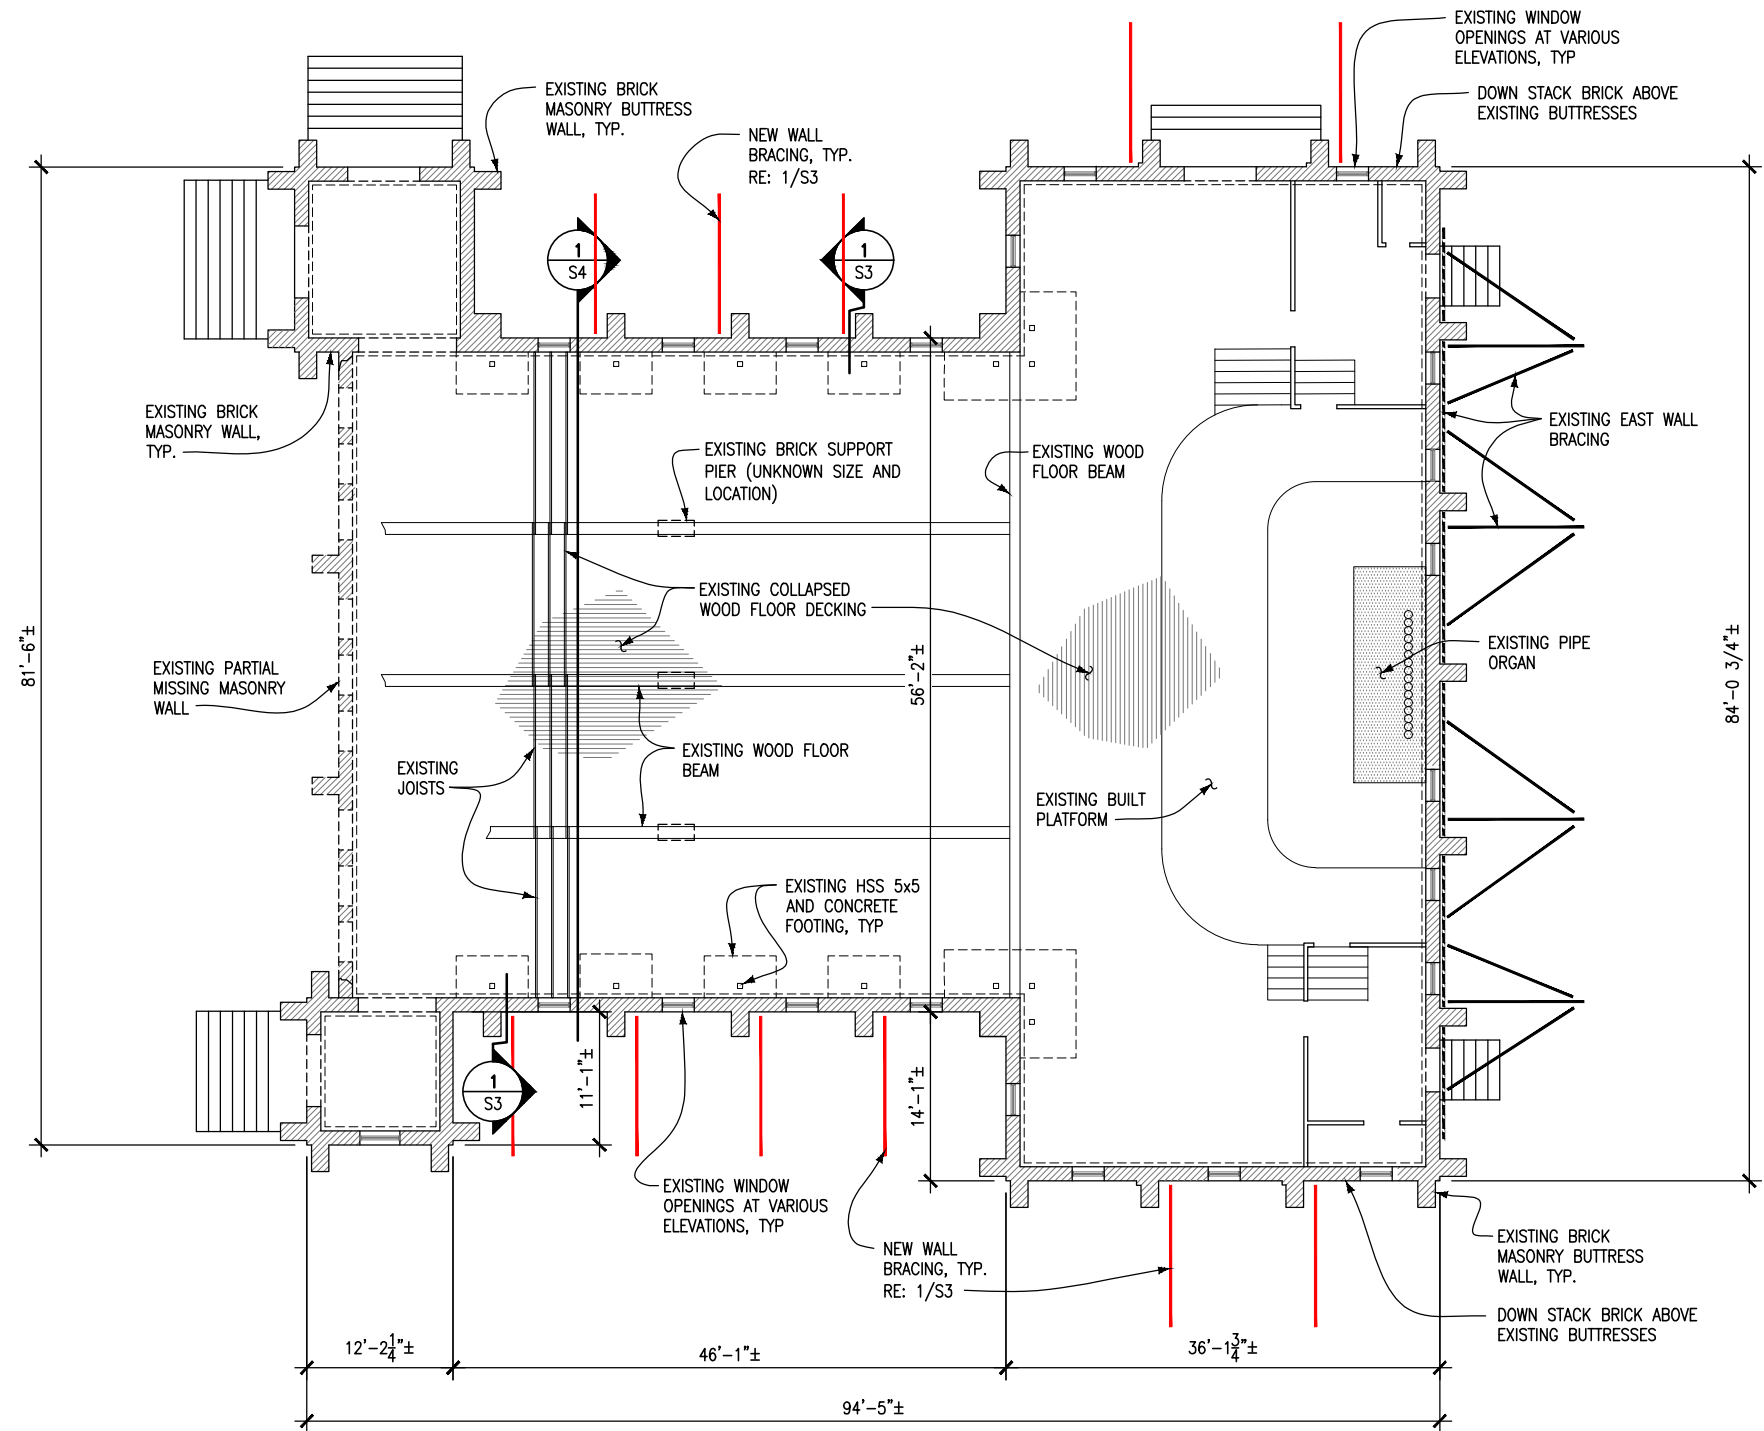 EXISTING WINDOW
OPENINGS AT VARIOUS
ELEVATIONS, TYP
DOWN STACK BRICK ABOVE
EXISTING BUTTRESSES
EXISTING BRICK
MASONRY BUTTRESS
WALL, TYP.
NEW WALL
BRACING, TYP.
RE: 1/S3
1
S4
1
S3
EXISTING BRICK
MASONRY WALL,
TYP.
EXISTING BRICK SUPPORT
PIER (UNKNOWN SIZE AND
LOCATION)
EXISTING WOOD
FLOOR BEAM
EXISTING EAST WALL
BRACING
EXISTING COLLAPSED
WOOD FLOOR DECKING
EXISTING PIPE
ORGAN
81'-6"±
EXISTING PARTIAL
MISSING MASONRY
WALL
56'-2"±
84'-0 3/4"±
EXISTING WOOD FLOOR
BEAM
EXISTING
JOISTS
EXISTING BUILT
PLATFORM
EXISTING HSS 5x5
AND CONCRETE
FOOTING, TYP
1
S3
11'-1"±
14'-1"±
EXISTING WINDOW
OPENINGS AT VARIOUS
ELEVATIONS, TYP
NEW WALL
BRACING, TYP.
RE: 1/S3
EXISTING BRICK
MASONRY BUTTRESS
WALL, TYP.
DOWN STACK BRICK ABOVE
EXISTING BUTTRESSES
12'-2 1/4"±
46'-1"±
36'-1 3/4"±
94'-5"±